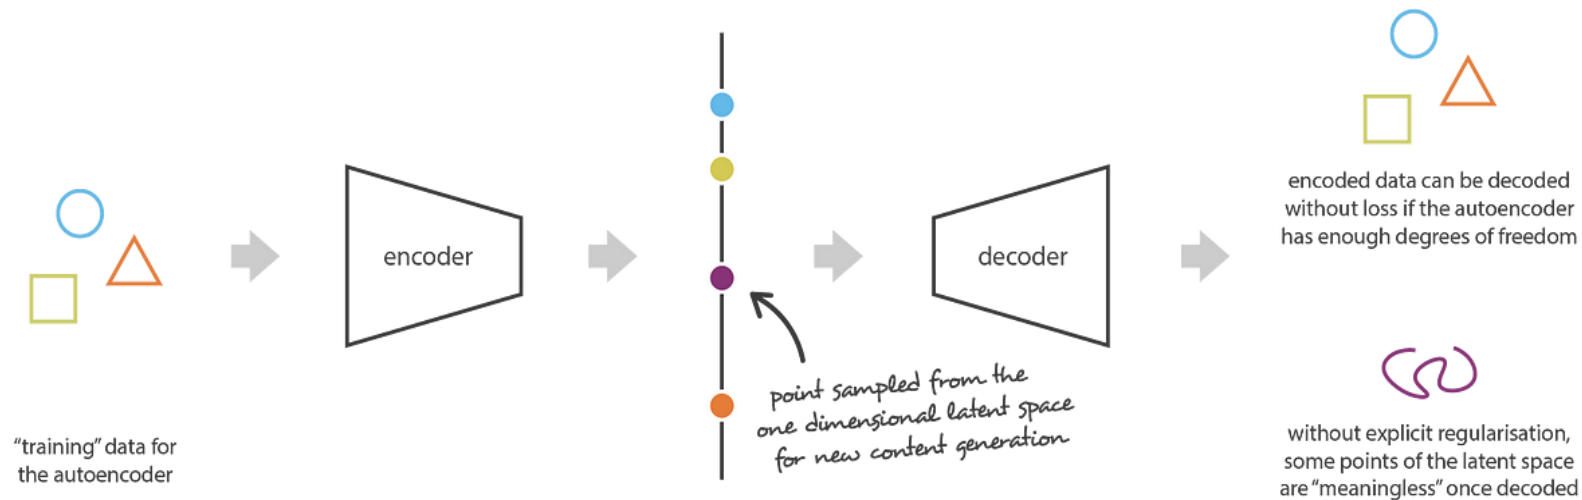 "training" data for
the autoencoder
encoder
point sampled from the
one dimensional latent space
for new content generation
decoder
encoded data can be decoded
without loss if the autoencoder
has enough degrees of freedom
without explicit regularisation,
some points of the latent space
are "meaningless" once decoded